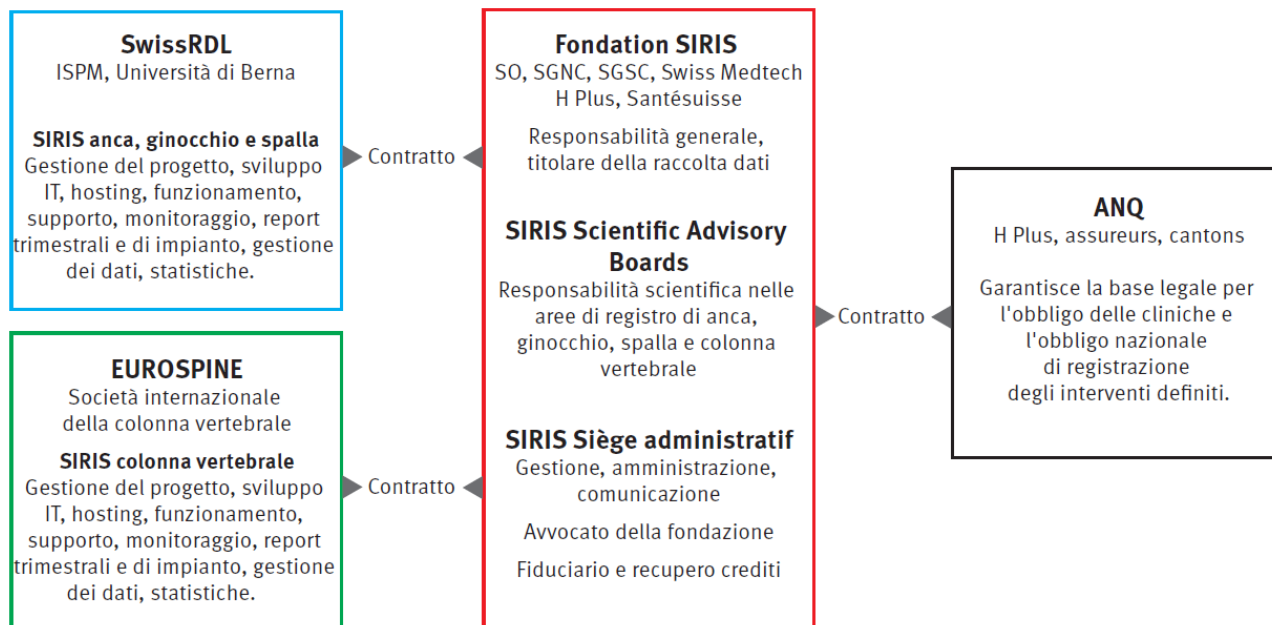 SwissRDL
ISPM, Università di Berna
SIRIS anca, ginocchio e spalla
Gestione del progetto, sviluppo
IT, hosting, funzionamento,
supporto, monitoraggio, report
trimestrali e di impianto, gestione
dei dati, statistiche.
Contratto
EUROSPINE
Società internazionale
della colonna vertebrale
SIRIS colonna vertebrale
Gestione del progetto, sviluppo
IT, hosting, funzionamento,
supporto, monitoraggio, report
trimestrali e di impianto, gestione
dei dati, statistiche.
Contratto
Fondation SIRIS
SO, SGNC, SGSC, Swiss Medtech
H Plus, Santésuisse
Responsabilità generale,
titolare della raccolta dati
SIRIS Scientific Advisory
Boards
Responsabilità scientifica nelle
aree di registro di anca,
ginocchio, spalla e colonna
vertebrale
SIRIS Siège administratif
Gestione, amministrazione,
comunicazione
Avvocato della fondazione
Fiduciario e recupero crediti
Contratto
ANQ
H Plus, assureurs, cantons
Garantisce la base legale per
l'obbligo delle cliniche e
l'obbligo nazionale
di registrazione
degli interventi definiti.